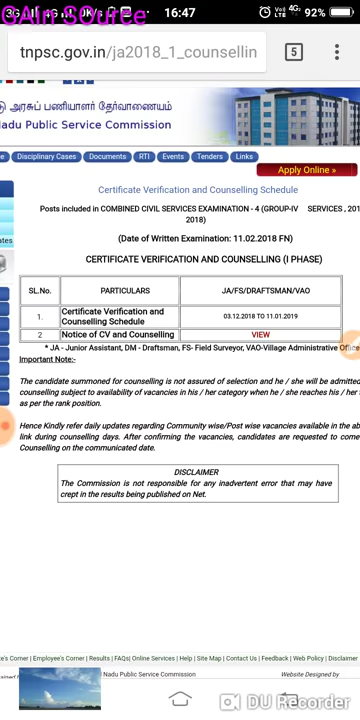 GAin SOurce
3G 4G 0K/s 16:47 VoLTE 4G 92%
tnpsc.gov.in/ja2018_1_counsellin 5
அரசுப் பணியாளர் தேர்வாணையம்
Nadu Public Service Commission
Disciplinary Cases Documents RTI Events Tenders Links
Apply Online »
Certificate Verification and Counselling Schedule
Posts included in COMBINED CIVIL SERVICES EXAMINATION - 4 (GROUP-IV SERVICES , 201
2018)
(Date of Written Examination: 11.02.2018 FN)
CERTIFICATE VERIFICATION AND COUNSELLING (I PHASE)
SL.No. PARTICULARS JA/FS/DRAFTSMAN/VAO
1. Certificate Verification and Counselling Schedule 03.12.2018 TO 11.01.2019
2 Notice of CV and Counselling VIEW
* JA - Junior Assistant, DM - Draftsman, FS- Field Surveyor, VAO-Village Administrative Office
Important Note:-
The candidate summoned for counselling is not assured of selection and he / she will be admitted
counselling subject to availability of vacancies in his / her category when he / she reaches his / her
as per the rank position.
Hence Kindly refer daily updates regarding Community wise/Post wise vacancies available in the ab
link during counselling days. After confirming the vacancies, candidates are requested to come
Counselling on the communicated date.
DISCLAIMER
The Commission is not responsible for any inadvertent error that may have
crept in the results being published on Net.
e's Corner | Employee's Corner | Results | FAQs| Online Services | Help | Site Map | Contact Us | Feedback | Web Policy | Disclaimer
Nadu Public Service Commission Website Designed by
DU Recorder